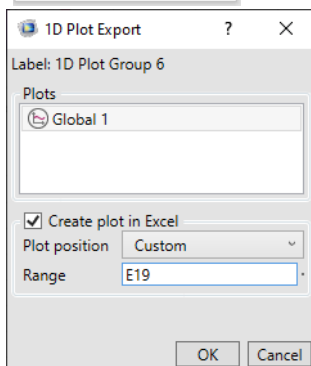 1D Plot Export ? ×
Label: 1D Plot Group 6
Plots
Global 1
Create plot in Excel
Plot position Custom
Range E19
OK Cancel